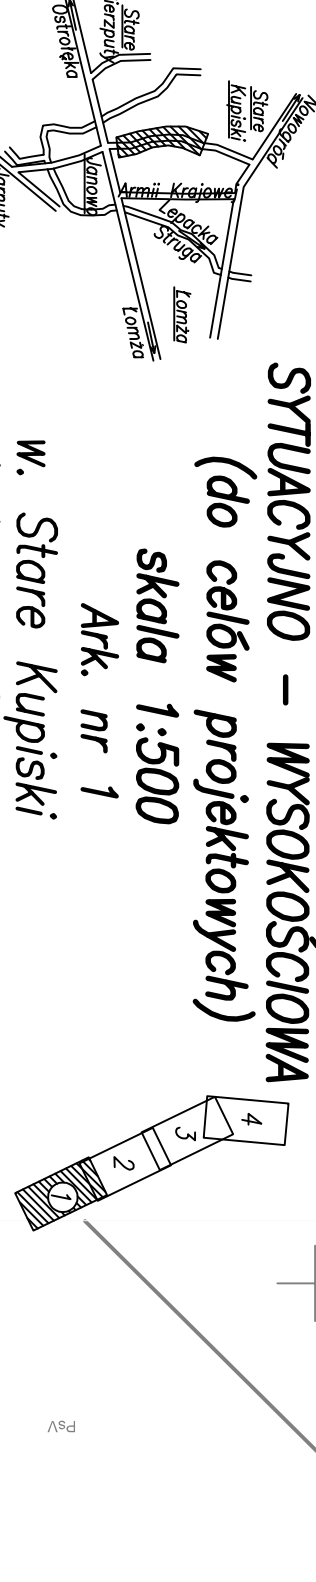 Stare
Ostrołęka
Stare
Kupiski
Nowogród
Armii Krajowej
Janowo
Lepacka
Struga
Łomża
Łomża
SYTUACYJNO - WYSOKOŚCIOWA
(do celów projektowych)
skala 1:500
Ark. nr 1
w. Stare Kupiski
4
3
2
1
PsV